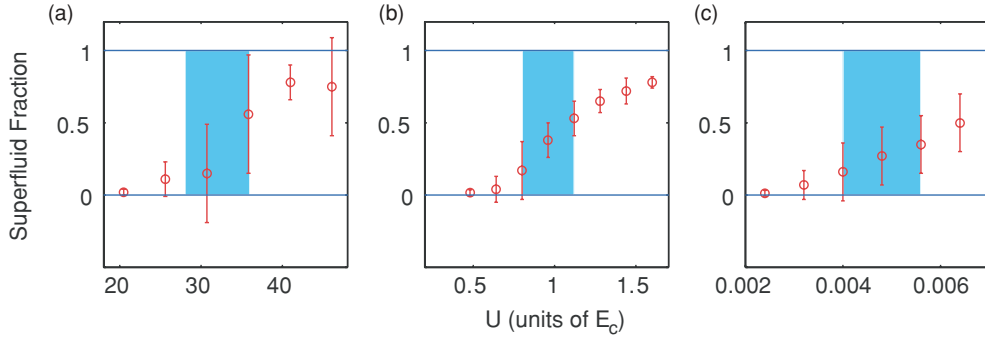 (a) (b) (c)
Superfluid Fraction
1 1 1
0.5 0.5 0.5
0 0 0
20 30 40 0.5 1 1.5 0.002 0.004 0.006
U (units of E_c)